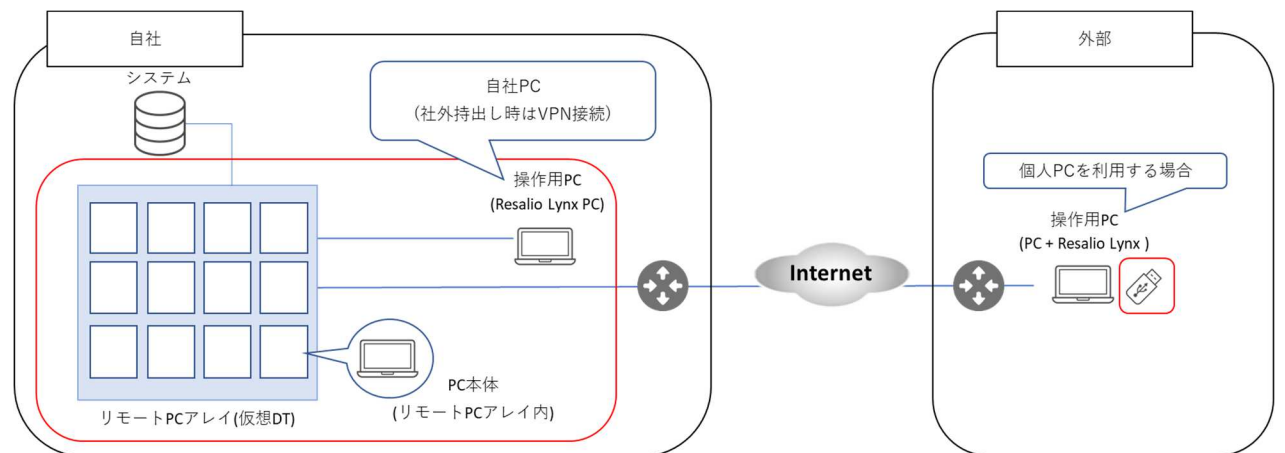 自社
システム
自社PC
（社外持出し時はVPN接続）
操作用PC
(Resalio Lynx PC)
PC本体
(リモートPCアレイ内)
リモートPCアレイ(仮想DT)
Internet
外部
個人PCを利用する場合
操作用PC
(PC + Resalio Lynx )